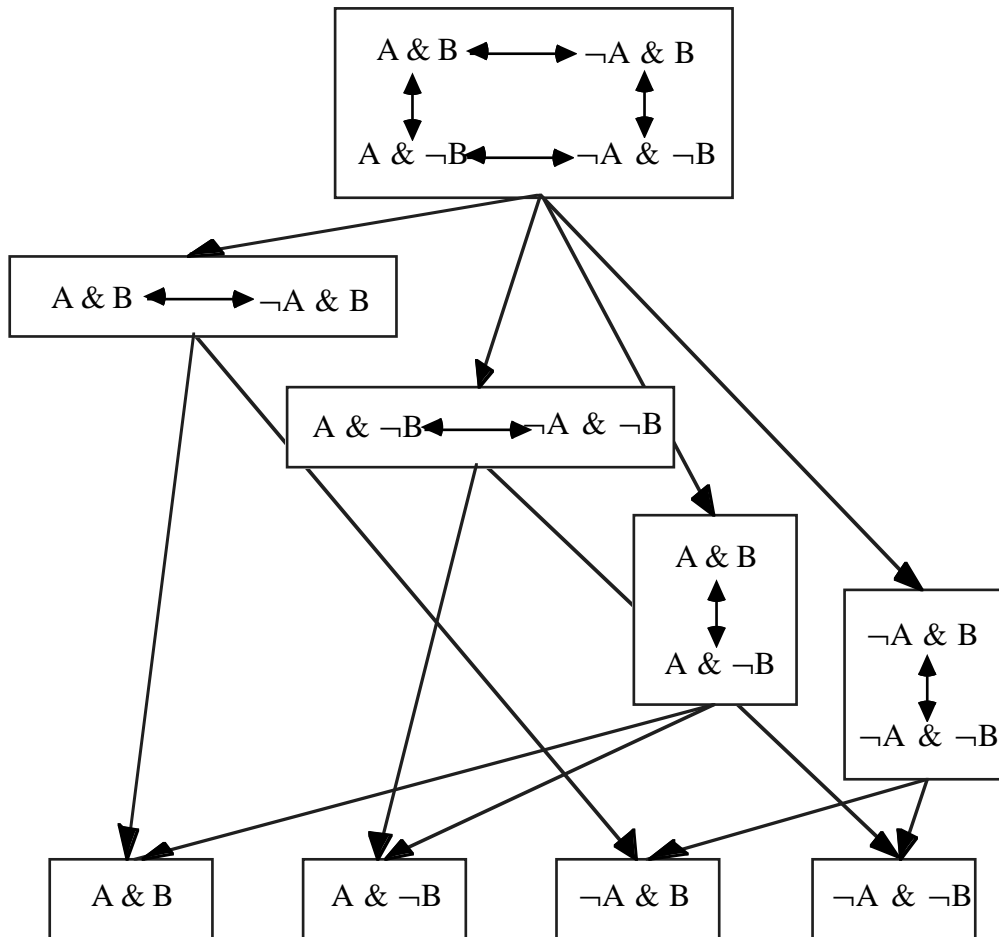 A & B ¬A & B
A & ¬B ¬A & ¬B
A & B ¬A & B
A & ¬B ¬A & ¬B
A & B
A & ¬B
¬A & B
¬A & ¬B
A & B A & ¬B ¬A & B ¬A & ¬B